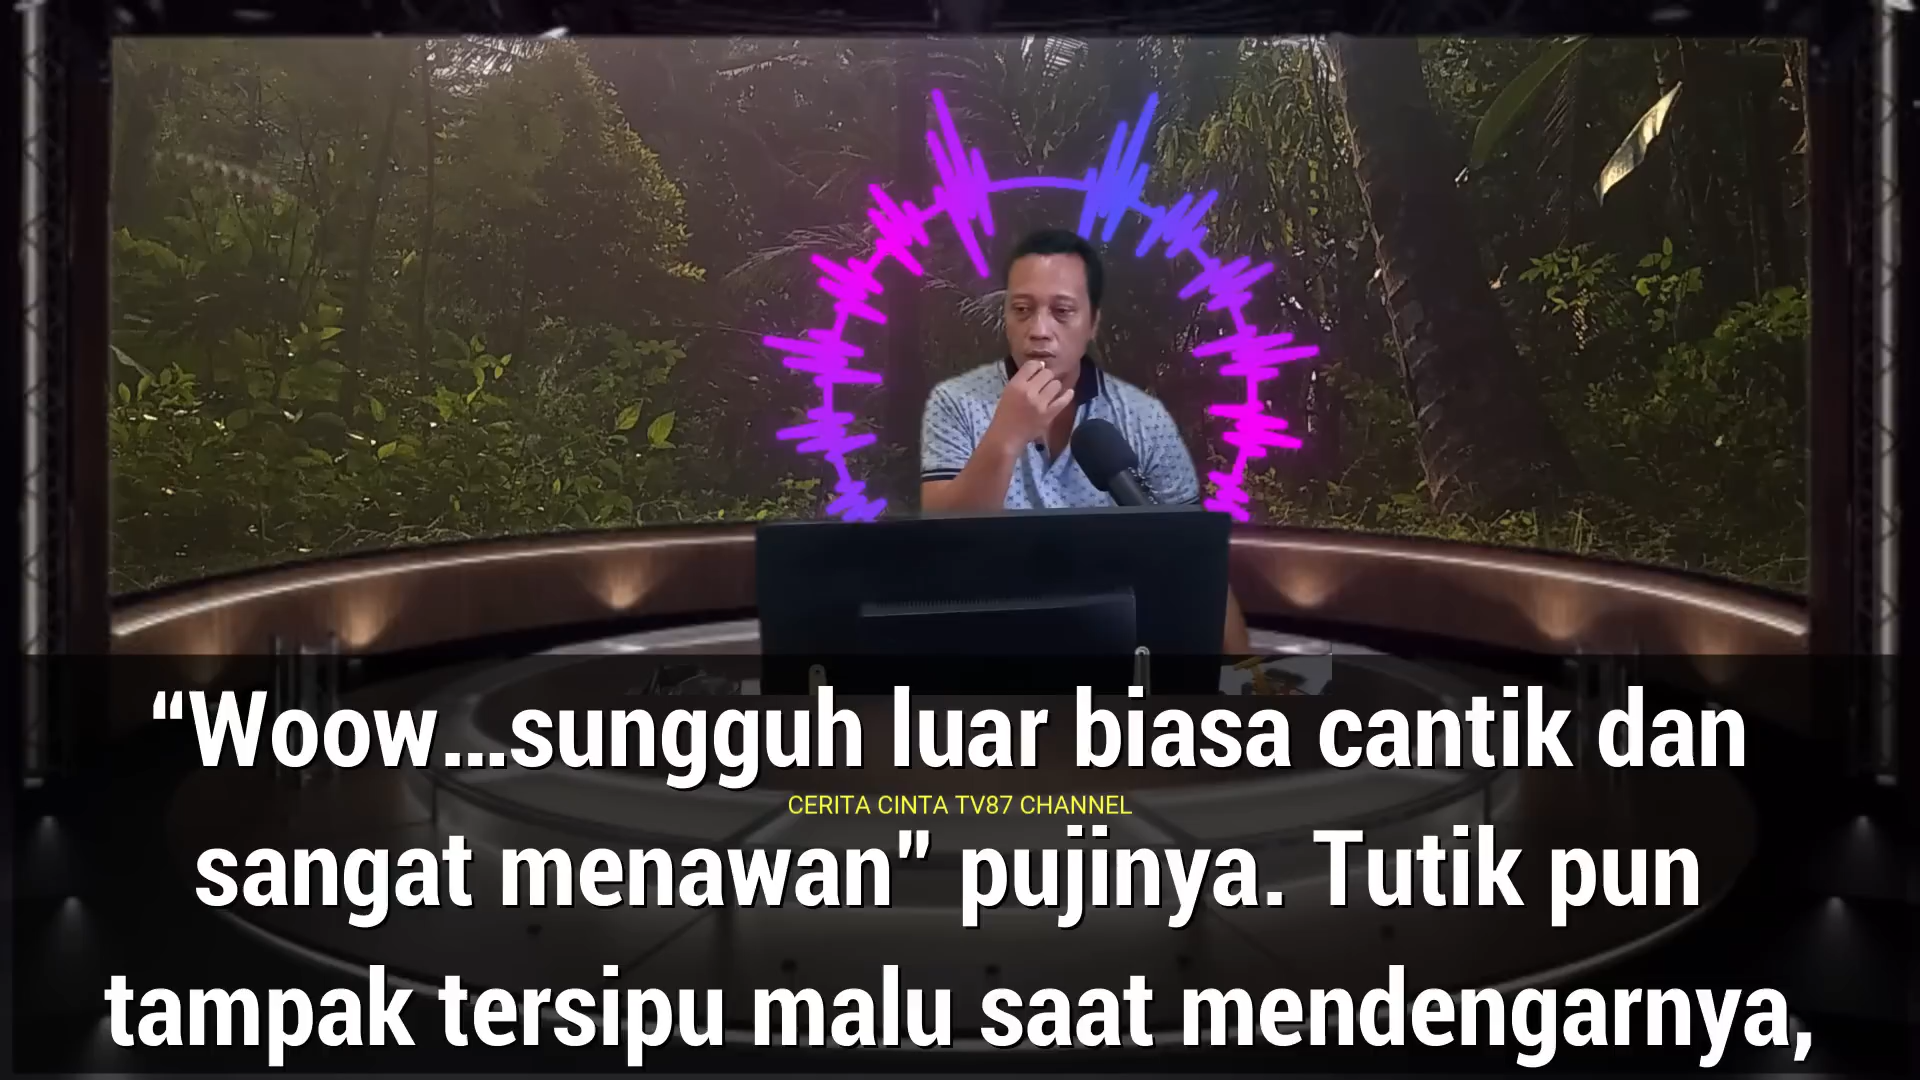 “Woow...sungguh luar biasa cantik dan
CERITA CINTA TV87 CHANNEL
sangat menawan” pujinya. Tutik pun
tampak tersipu malu saat mendengarnya,